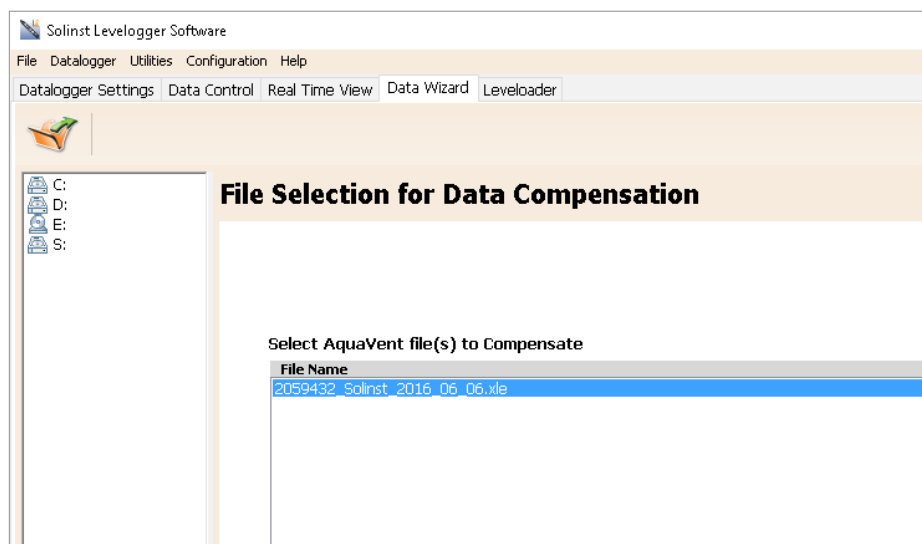 Solinst Levelogger Software
File Datalogger Utilities Configuration Help
Datalogger Settings Data Control Real Time View Data Wizard Leveloader
C:
D:
E:
S:
File Selection for Data Compensation
Select AquaVent file(s) to Compensate
File Name
2059432_Solinst_2016_06_06.xle